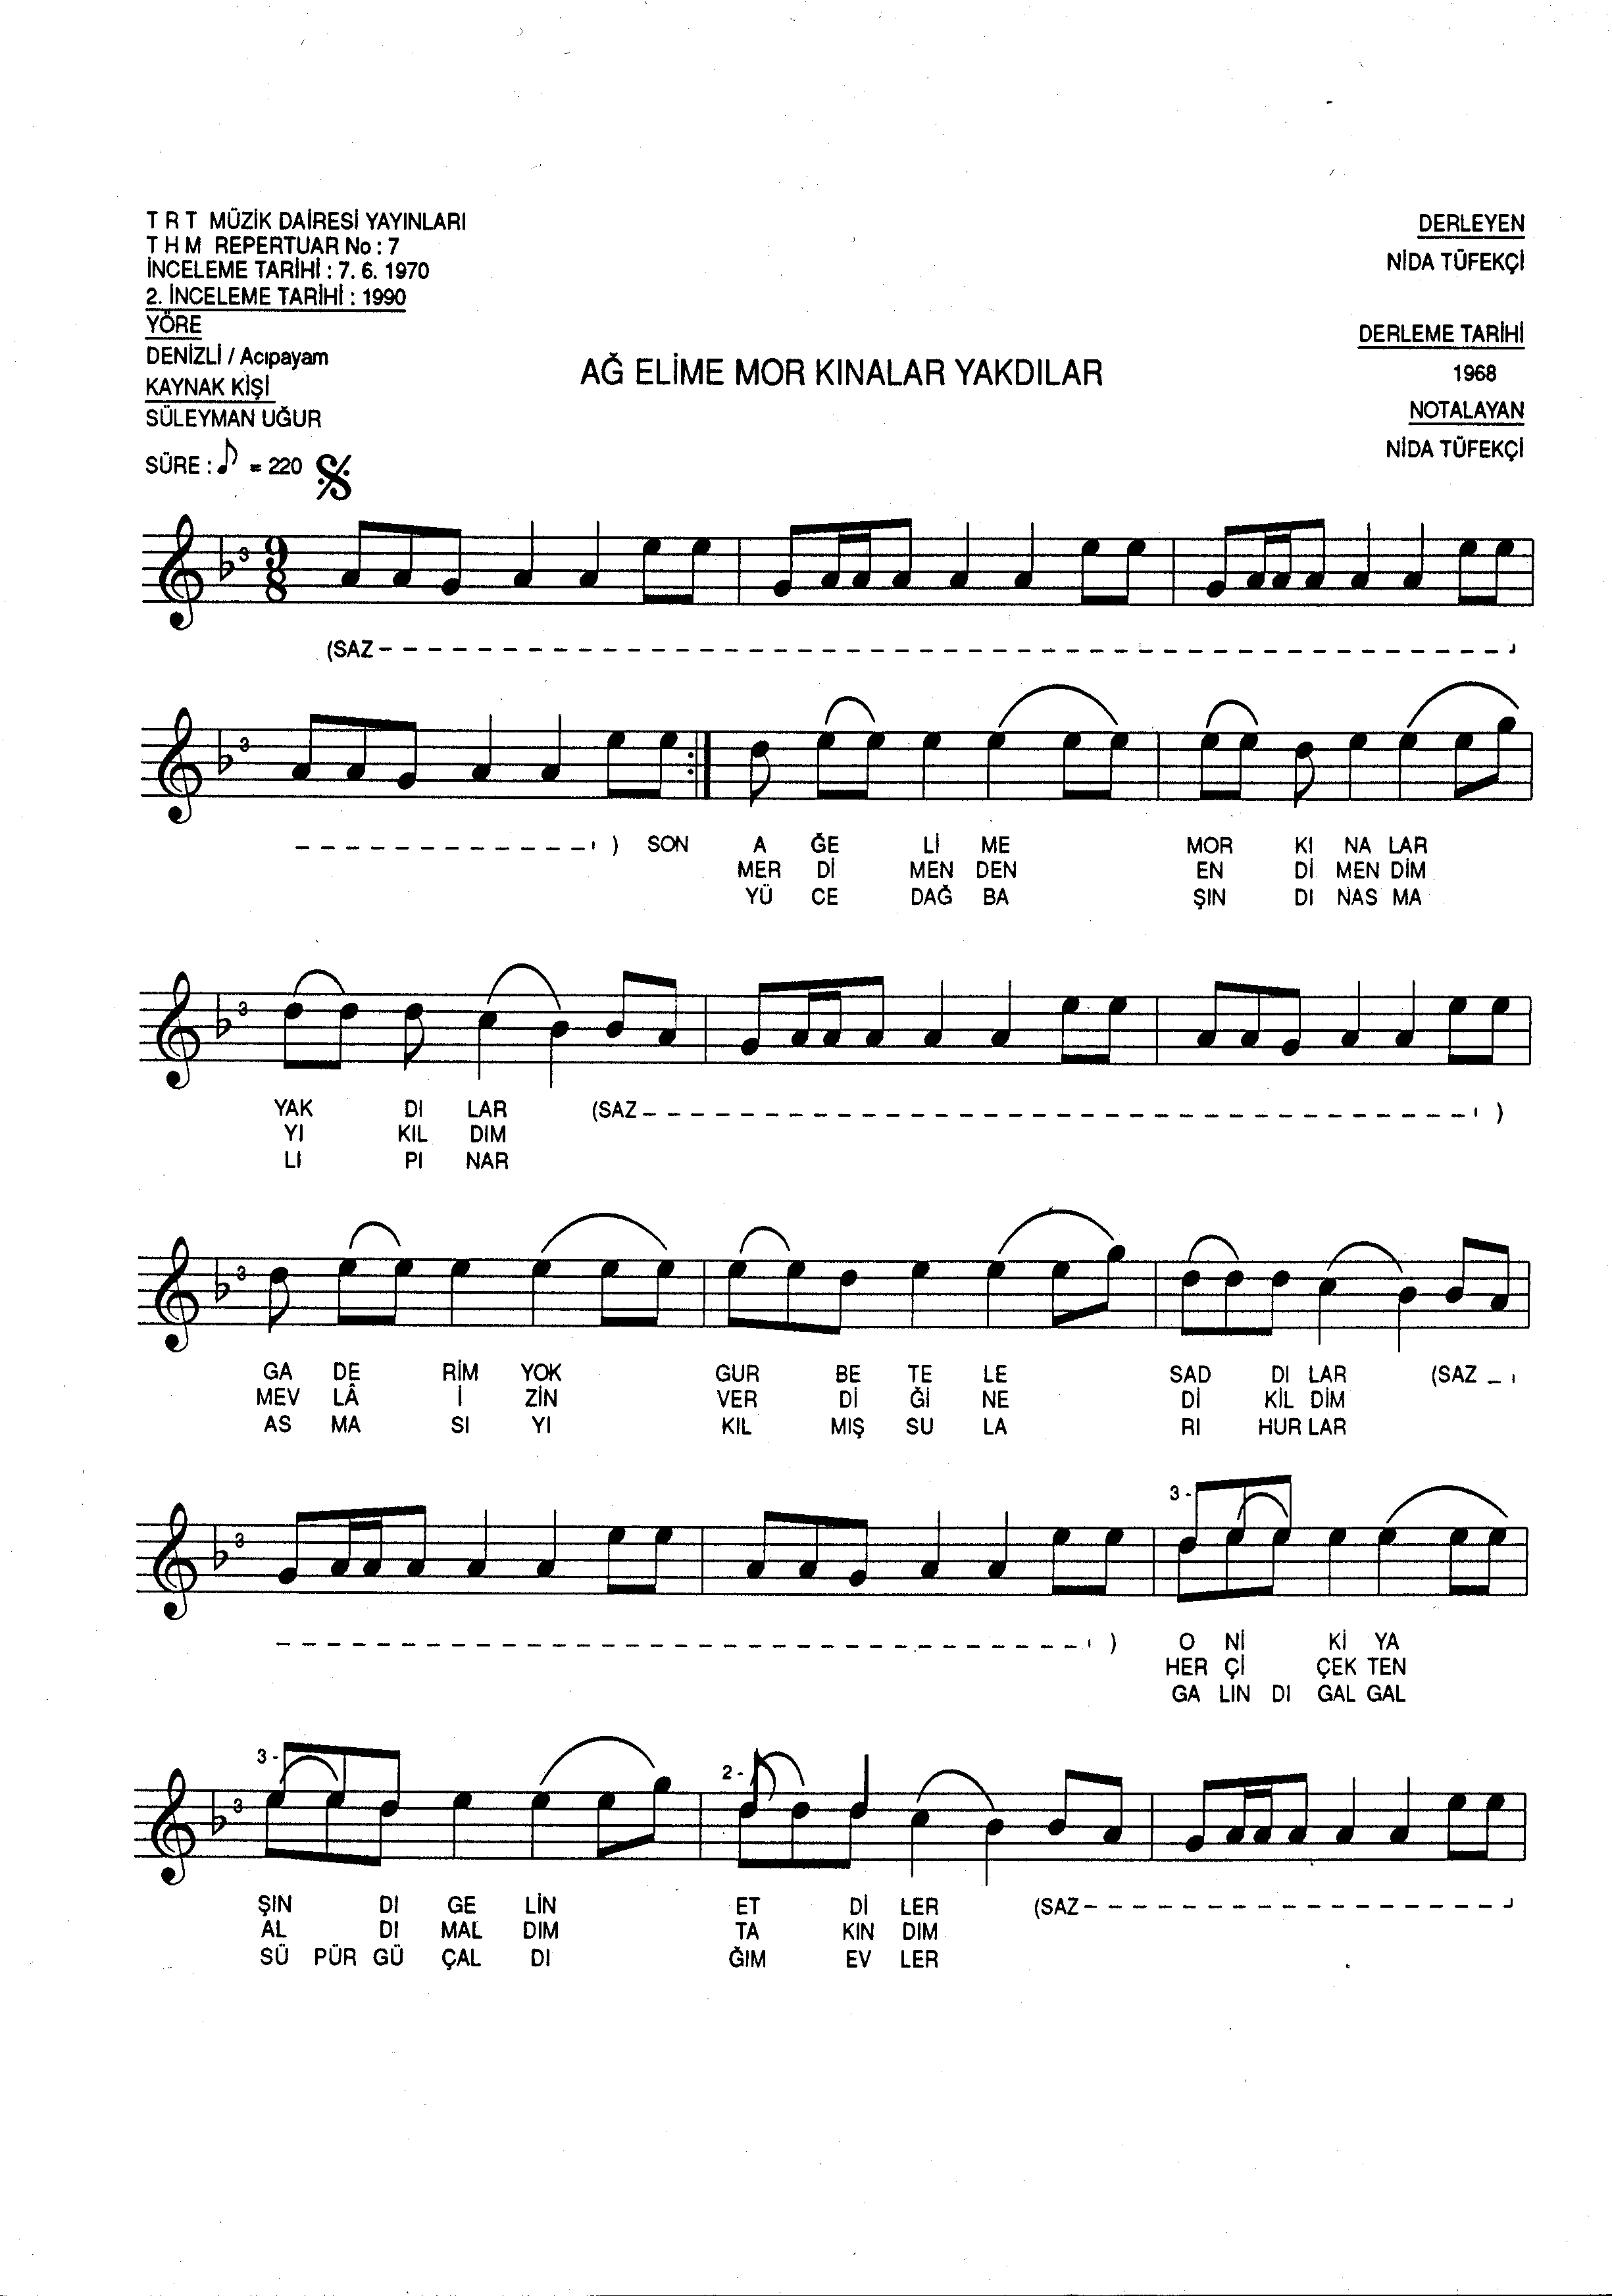 T R T MÜZİK DAİRESİ YAYINLARI
T H M REPERTUAR No : 7
İNCELEME TARİHİ : 7. 6. 1970
2. İNCELEME TARİHİ : 1990
YÖRE
DENİZLİ / Acıpayam
KAYNAK KİŞİ
SÜLEYMAN UĞUR
SÜRE : ♪ = 220
DERLEYEN
NİDA TÜFEKÇİ
DERLEME TARİHİ
1968
NOTALAYAN
NİDA TÜFEKÇİ
AĞ ELİME MOR KINALAR YAKDILAR
3 9 8
(SAZ
3
) SON A ĞE Lİ ME MOR KI NA LAR
MER Dİ MEN DEN EN Dİ MEN DİM
YÜ CE DAĞ BA ŞIN DI NAS MA
3
YAK DI LAR (SAZ )
YI KIL DIM
LI PI NAR
3
GA DE RİM YOK GUR BE TE LE SAD DI LAR (SAZ
MEV LÂ İ ZİN VER Dİ Ğİ NE Dİ KİL DİM
AS MA SI YI KIL MIŞ SU LA RI HUR LAR
3 3 -
) O Nİ Kİ YA
HER Çİ ÇEK TEN
GA LIN DI GAL GAL
3 3 - 2 -
ŞIN DI GE LİN ET Dİ LER (SAZ
AL DI MAL DIM TA KIN DIM
SÜ PÜR GÜ ÇAL DI ĞIM EV LER